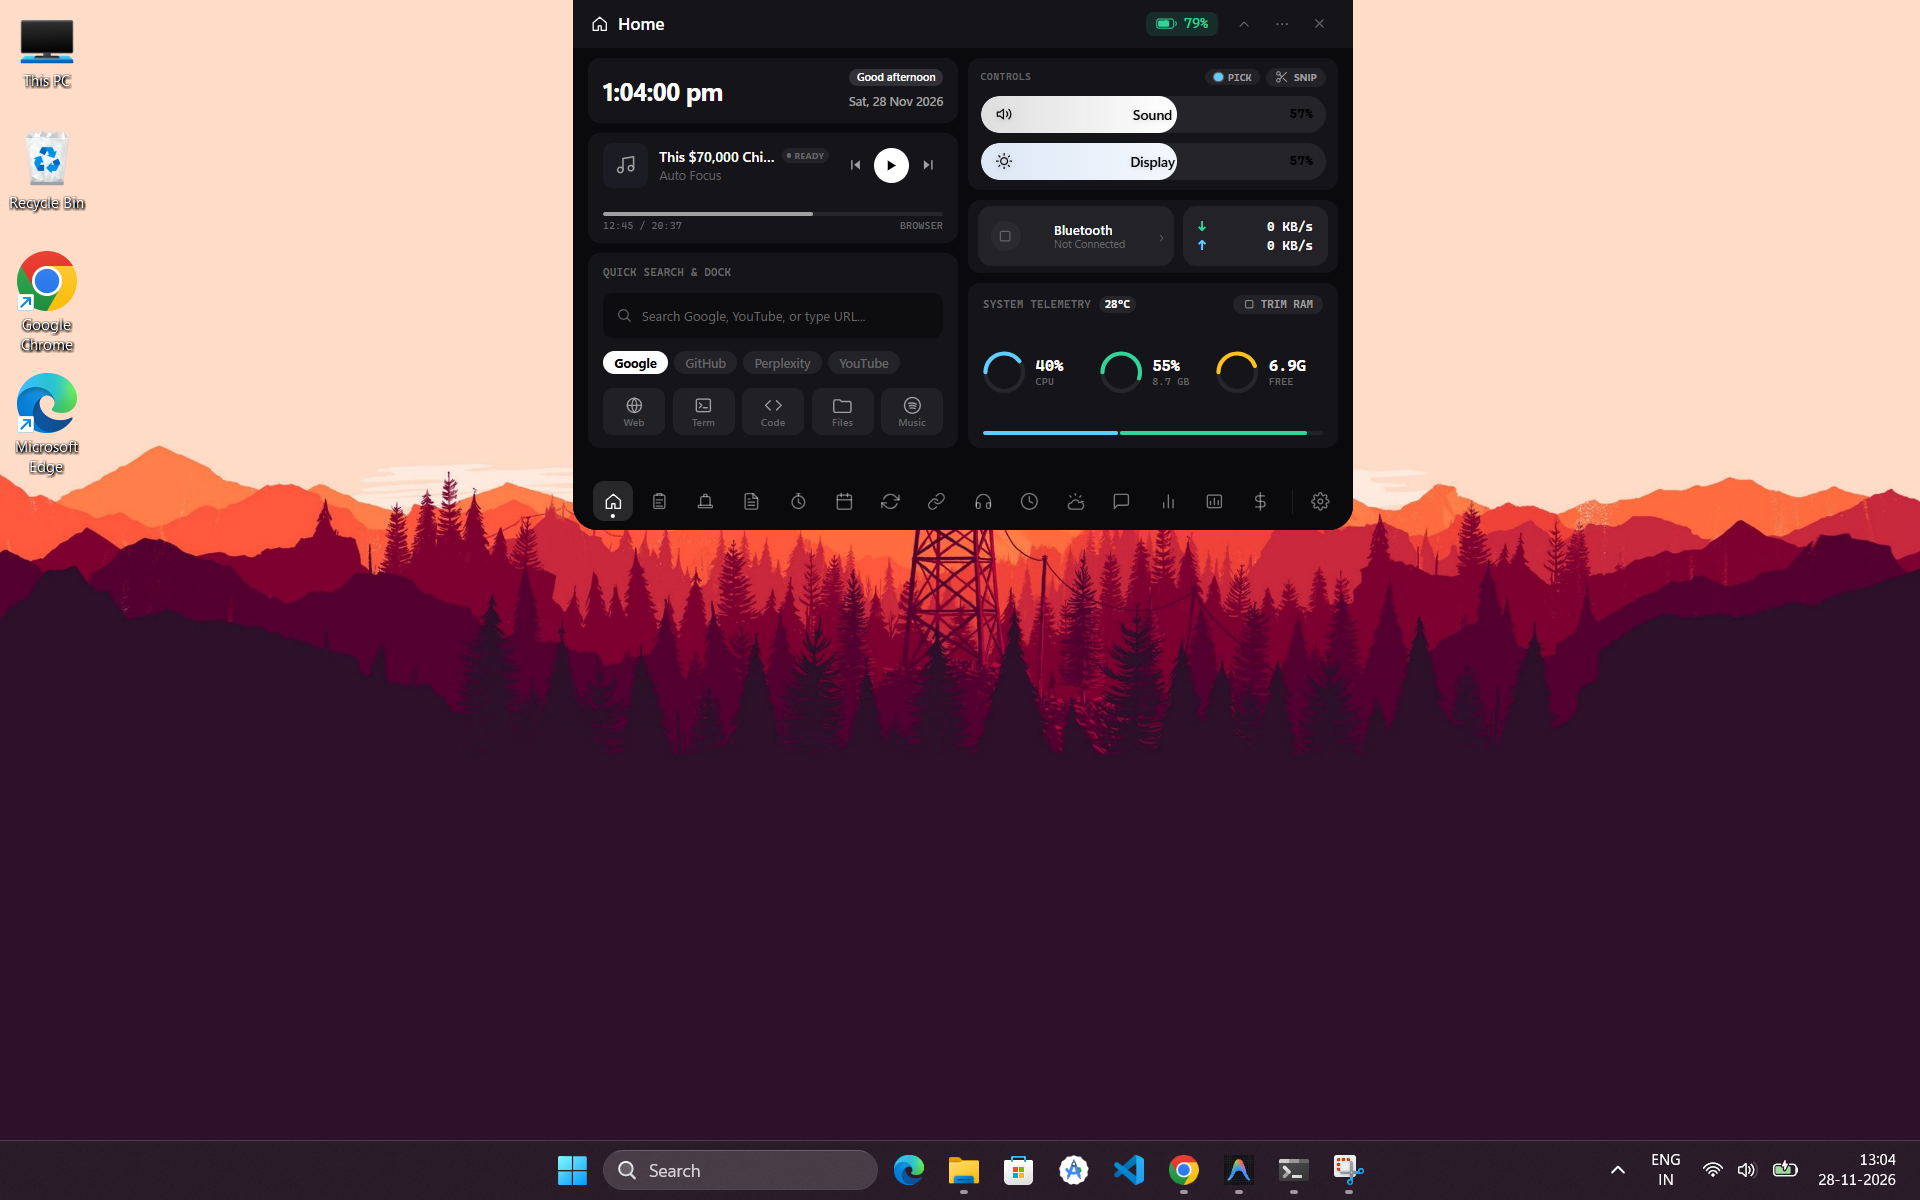 This PC
Recycle Bin
Google
Chrome
Microsoft
Edge
Home
79%
1:04:00 pm
Good afternoon
Sat, 28 Nov 2026
This $70,000 Chi...
READY
Auto Focus
12:45 / 20:37
BROWSER
QUICK SEARCH & DOCK
Search Google, YouTube, or type URL...
Google GitHub Perplexity YouTube
Web Term Code Files Music
CONTROLS
PICK
SNIP
Sound
57%
Display
57%
Bluetooth
Not Connected
0 KB/s
0 KB/s
SYSTEM TELEMETRY
28°C
TRIM RAM
40%
CPU
55%
8.7 GB
6.9G
FREE
Search
ENG
IN
13:04
28-11-2026